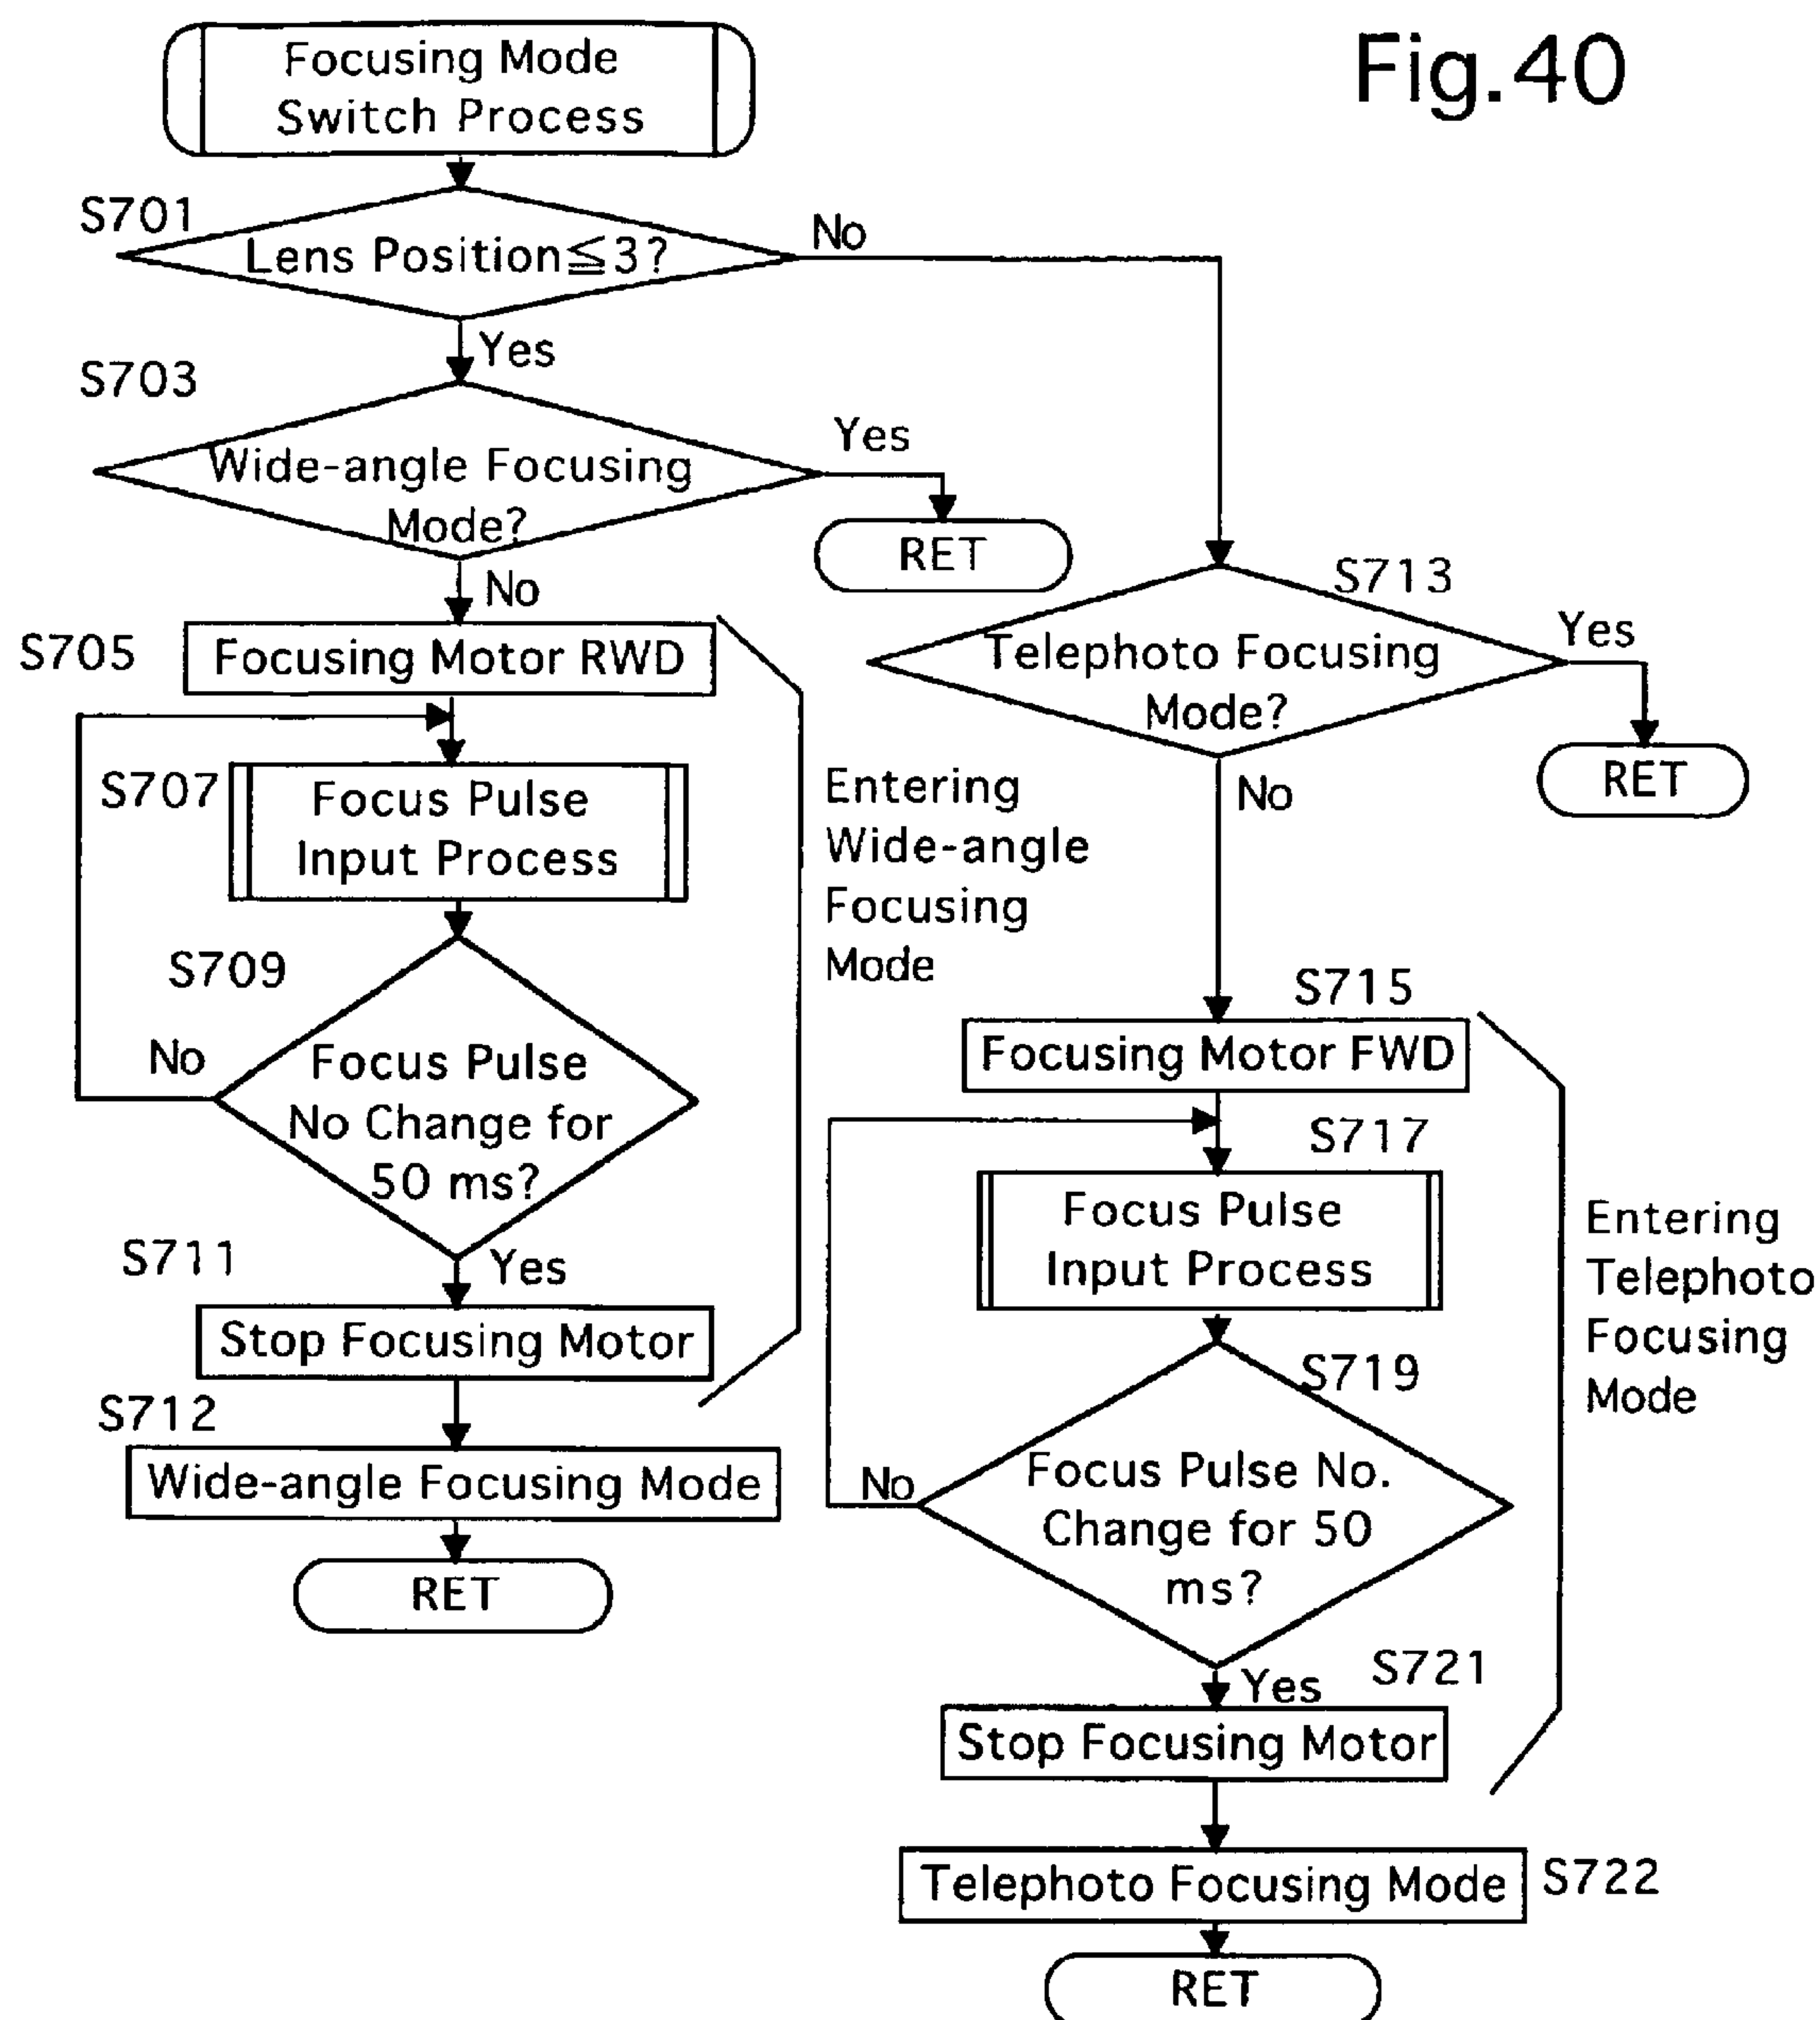 Fig.40
Focusing Mode
Switch Process
S701
Lens Position≦3?
No
Yes
S703
Wide-angle Focusing
Mode?
Yes
RET
No
S705
Focusing Motor RWD
S707
Focus Pulse
Input Process
S709
No
Focus Pulse
No Change for
50 ms?
S711
Yes
Stop Focusing Motor
S712
Wide-angle Focusing Mode
RET
Entering
Wide-angle
Focusing
Mode
S713
Telephoto Focusing
Mode?
Yes
RET
No
S715
Focusing Motor FWD
S717
Focus Pulse
Input Process
S719
No
Focus Pulse No.
Change for 50
ms?
S721
Yes
Stop Focusing Motor
Telephoto Focusing Mode
S722
RET
Entering
Telephoto
Focusing
Mode